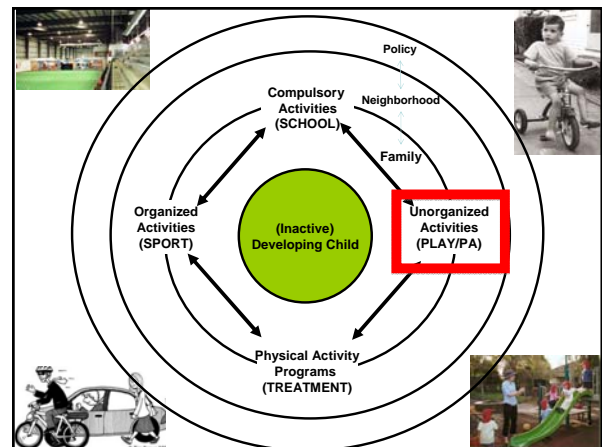 Policy
Compulsory
Activities
(SCHOOL)
Neighborhood
Family
Organized
Activities
(SPORT)
(Inactive)
Developing Child
Unorganized
Activities
(PLAY/PA)
Physical Activity
Programs
(TREATMENT)